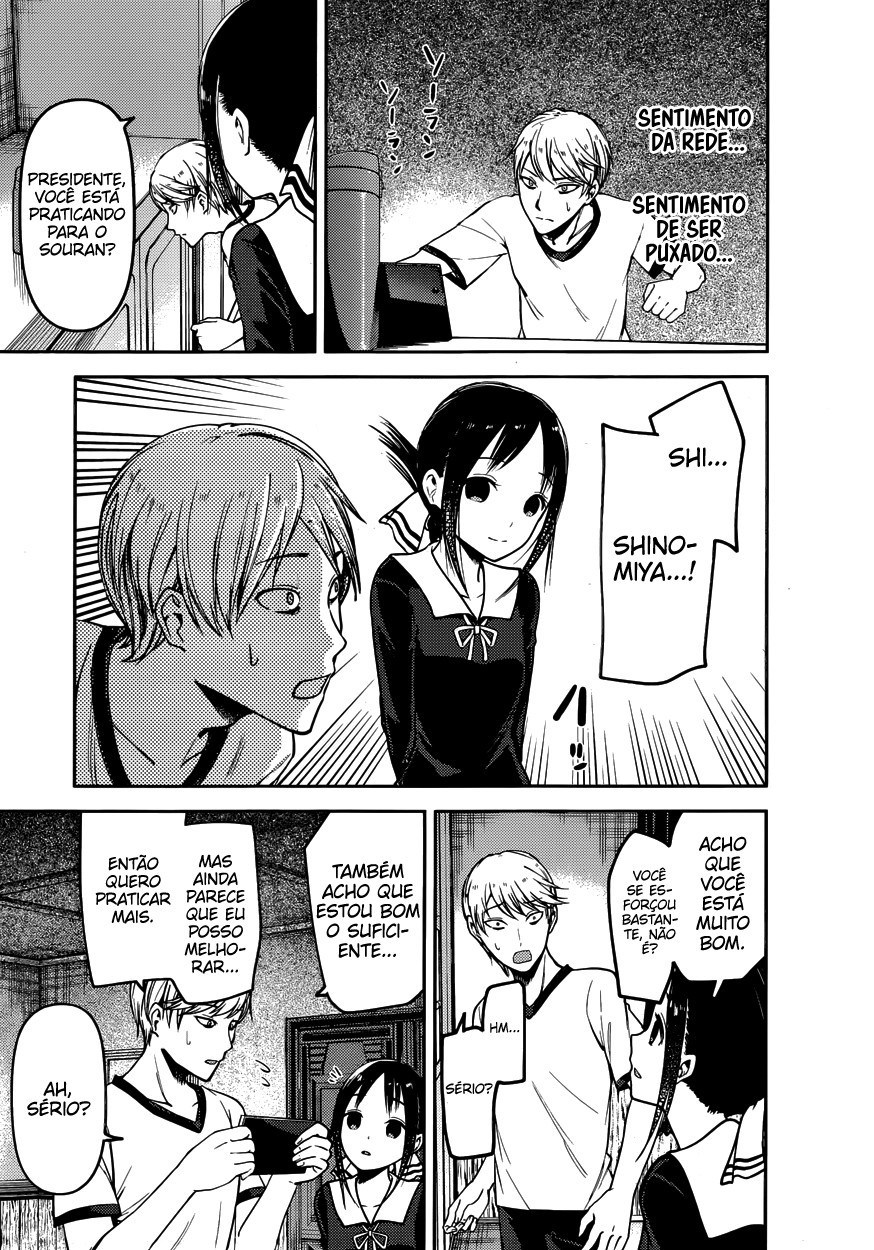 ソーラン
ソーラン
SENTIMENTO
DA REDE...
SENTIMENTO
DE SER
PUXADO...
PRESIDENTE,
VOCÊ ESTÁ
PRATICANDO
PARA O
SOURAN?
SHI...
SHINO-
MIYA...!
バッ
ACHO
QUE
VOCÊ
ESTÁ
MUITO
BOM.
VOCÊ
SE ES-
FORÇOU
BASTAN-
TE, NÃO
É?
HM...
SÉRIO?
TAMBÉM
ACHO QUE
ESTOU BOM
O SUFICI-
ENTE...
MAS
AINDA
PARECE
QUE EU
POSSO
MELHO-
RAR...
ENTÃO
QUERO
PRATICAR
MAIS.
AH,
SÉRIO?